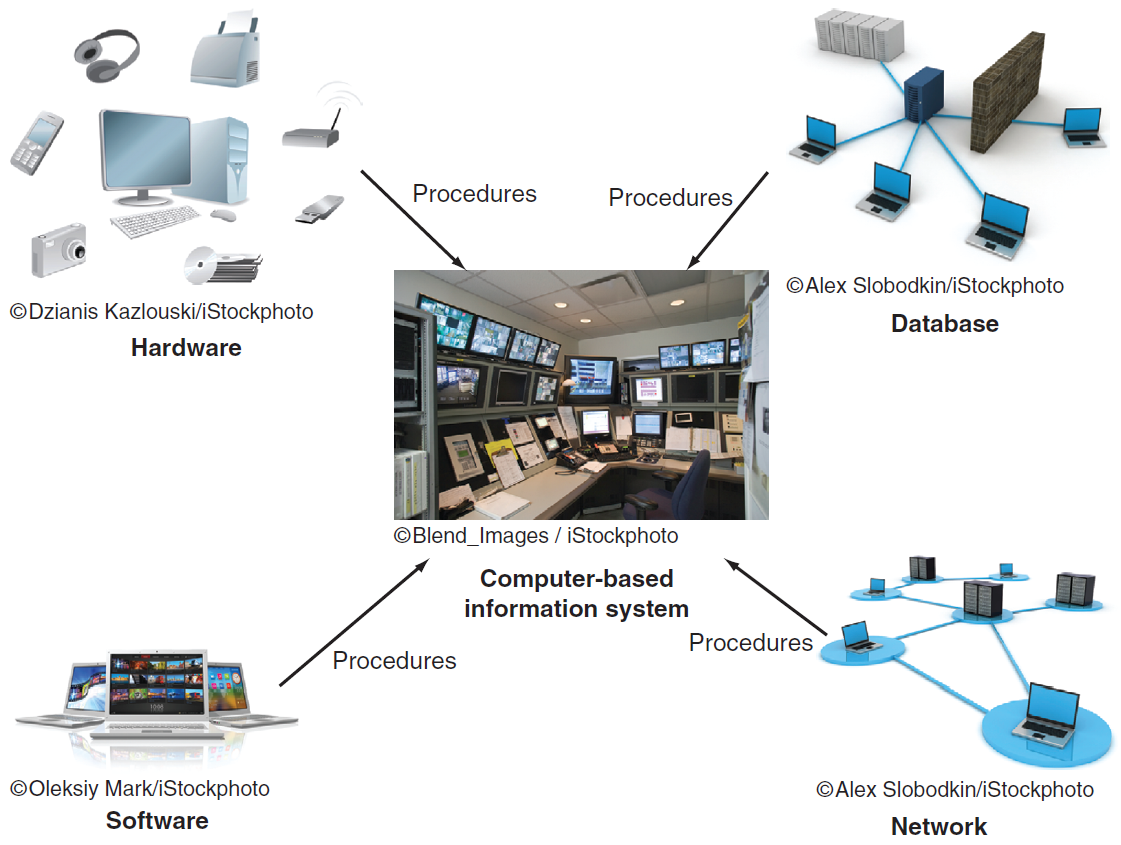 Procedures
Procedures
©Dzianis Kazlouski/iStockphoto
Hardware
©Alex Slobodkin/iStockphoto
Database
©Blend_Images / iStockphoto
Computer-based
information system
Procedures
Procedures
©Oleksiy Mark/iStockphoto
Software
©Alex Slobodkin/iStockphoto
Network